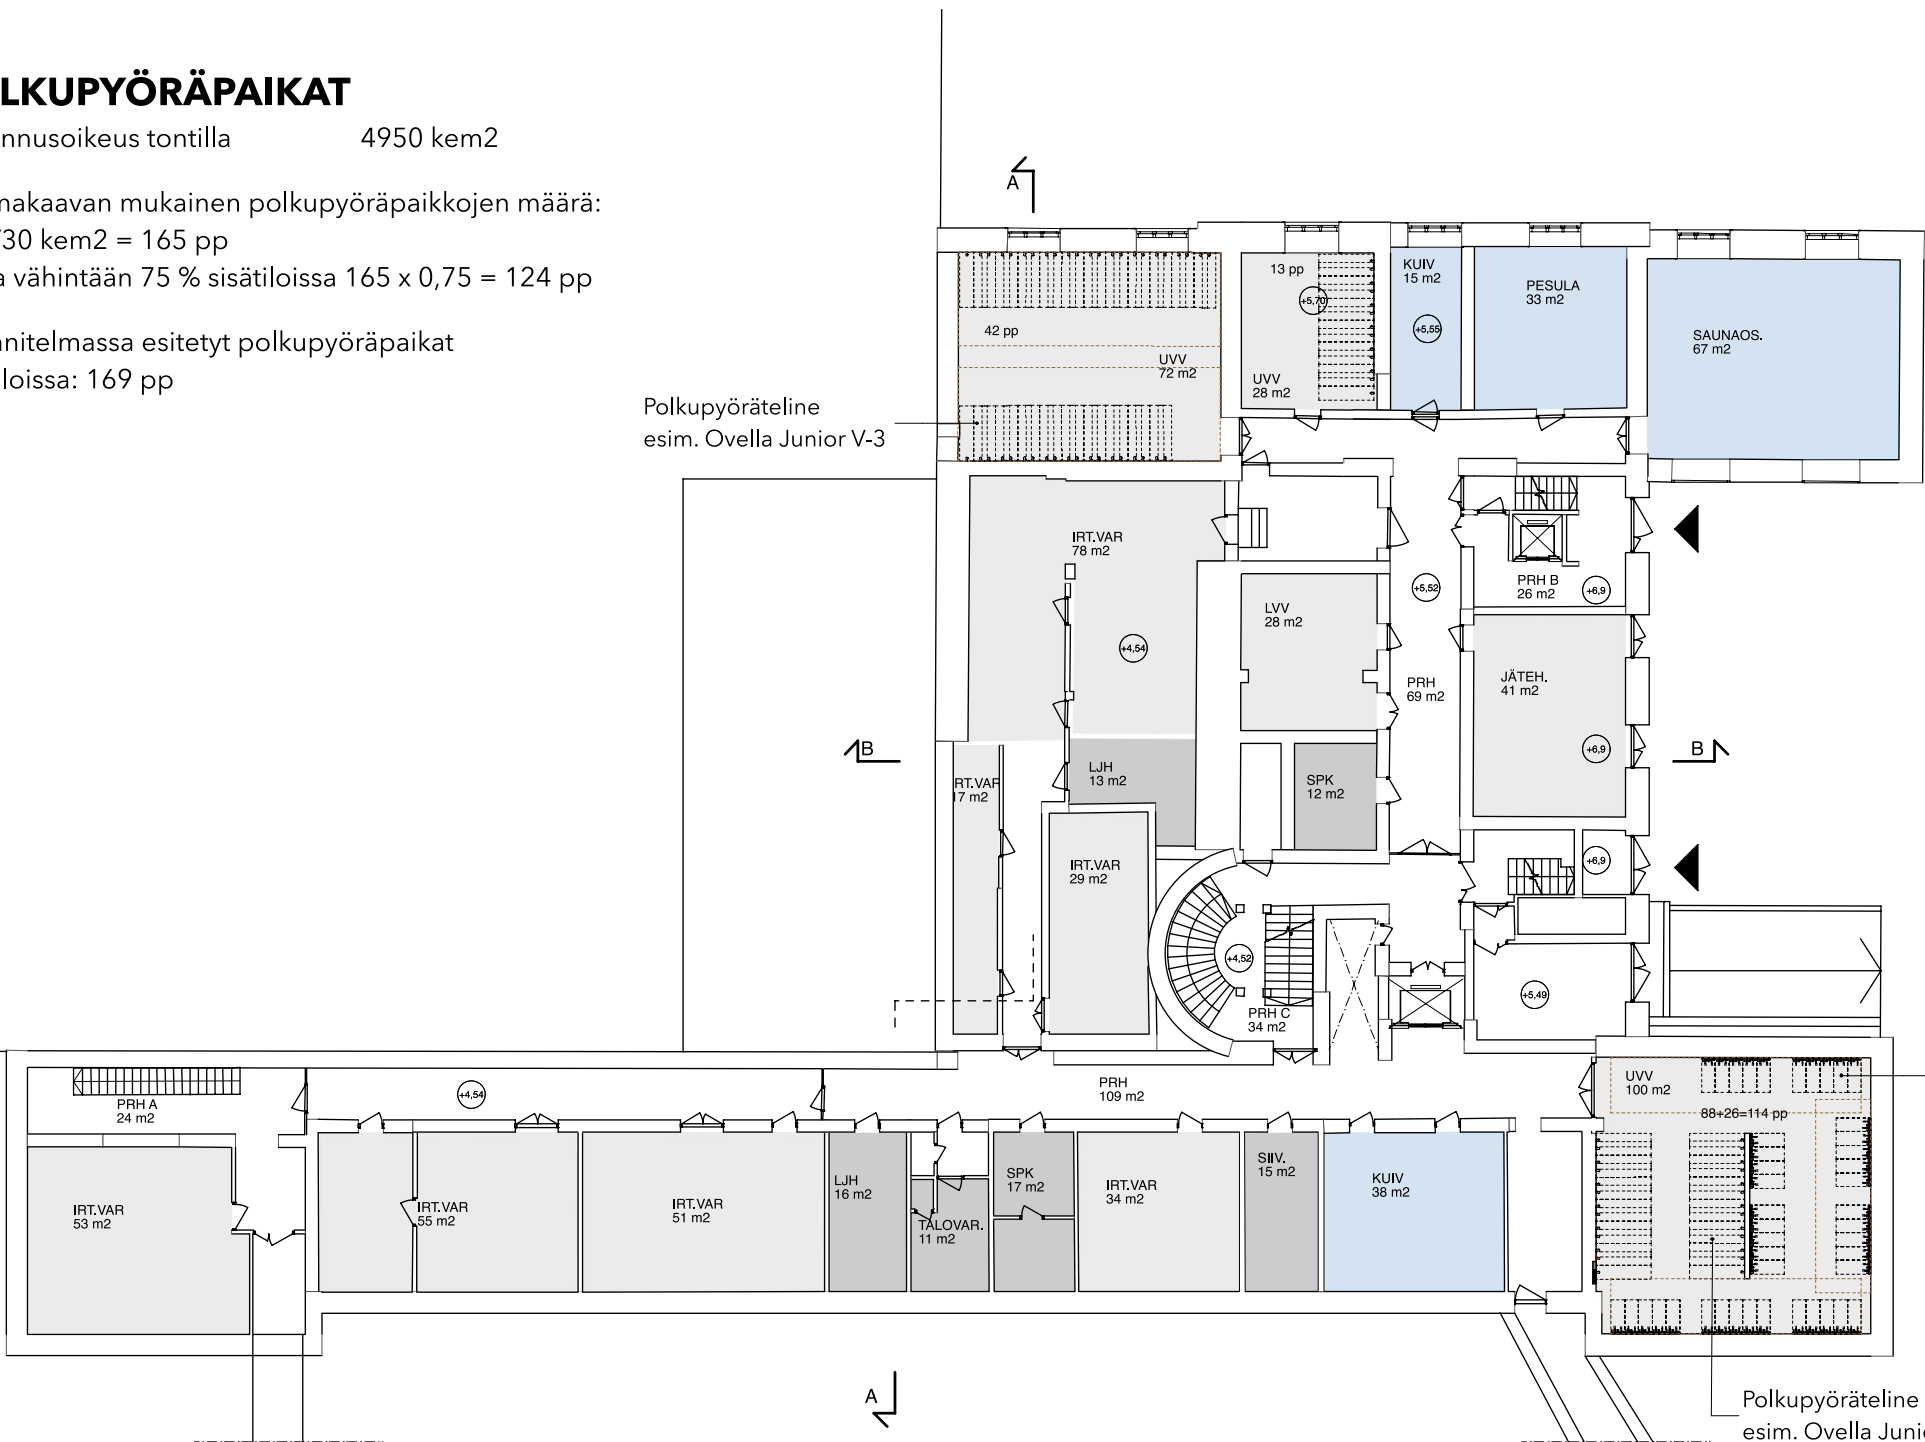 LKUPYÖRÄPAIKAT
nnusoikeus tontilla 4950 kem2
nakaavan mukainen polkupyöräpaikkojen määrä:
/30 kem2 = 165 pp
a vähintään 75 % sisätiloissa 165 x 0,75 = 124 pp
nitelmassa esitetyt polkupyöräpaikat
loissa: 169 pp
A
42 pp
UVV
72 m2
13 pp
+5,70
UVV
28 m2
KUIV
15 m2
+5,55
PESULA
33 m2
SAUNAOS.
67 m2
Polkupyöräteline
esim. Ovella Junior V-3
IRT.VAR
78 m2
+4,54
LVV
28 m2
+5,52
PRH B
26 m2
+6,9
PRH
69 m2
JÄTEH.
41 m2
+6,9
B
B
RT.VAR
17 m2
LJH
13 m2
SPK
12 m2
IRT.VAR
29 m2
+6,9
+4,52
PRH C
34 m2
+5,49
PRH A
24 m2
+4,54
PRH
109 m2
UVV
100 m2
88+26=114 pp
IRT.VAR
53 m2
IRT.VAR
55 m2
IRT.VAR
51 m2
LJH
16 m2
TALOVAR.
11 m2
SPK
17 m2
IRT.VAR
34 m2
SIIV.
15 m2
KUIV
38 m2
A
Polkupyöräteline
esim. Ovella Juni